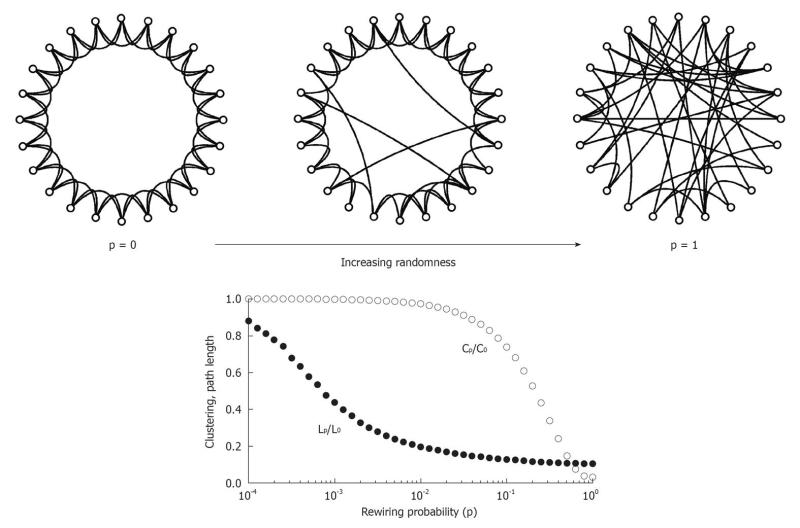 p = 0
p = 1
Increasing randomness
1.0
0.8
0.6
0.4
0.2
0.0
Clustering, path length
Cₚ/C₀
Lₚ/L₀
10⁻⁴
10⁻³
10⁻²
10⁻¹
10⁰
Rewiring probability (p)